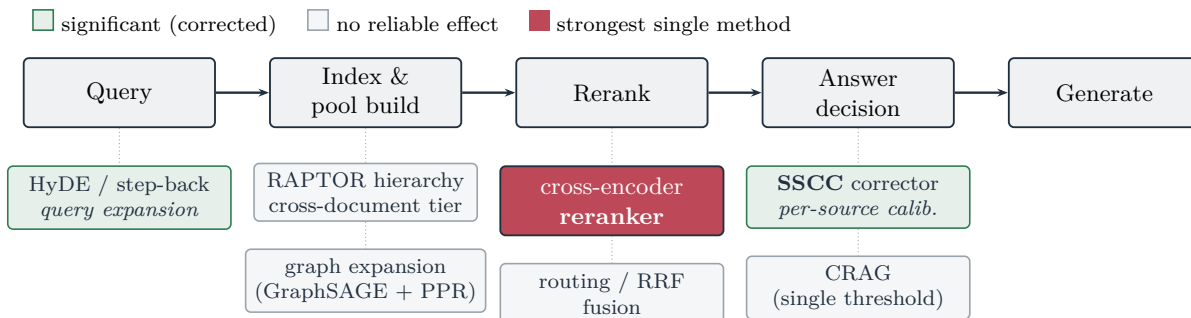 significant (corrected)
no reliable effect
strongest single method
Query
Index &
pool build
Rerank
Answer
decision
Generate
HyDE / step-back
query expansion
RAPTOR hierarchy
cross-document tier
cross-encoder
reranker
SSCC corrector
per-source calib.
graph expansion
(GraphSAGE + PPR)
routing / RRF
fusion
CRAG
(single threshold)